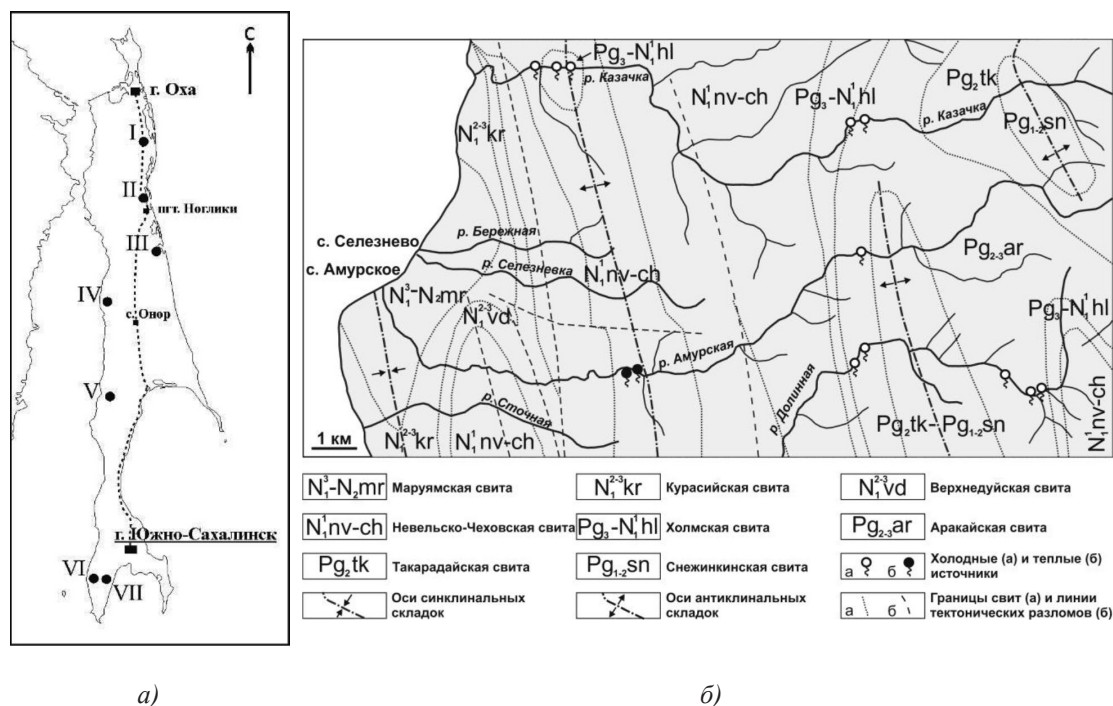 С
г. Оха
I
II
пгт. Ноглики
III
IV
с. Онор
V
г. Южно-Сахалинск
VI
VII
Pg₃-N₁¹hl
р. Казачка
N₁¹nv-ch
Pg₃-N₁¹hl
Pg₂tk
р. Казачка
Pg₁₋₂sn
N₁²⁻³kr
р. Бережная
с. Селезнево
р. Селезневка
с. Амурское
N₁¹nv-ch
Pg₂₋₃ar
N₁³-N₂mr
N₁²⁻³vd
Pg₃-N₁¹hl
р. Амурская
р. Долинная
р. Сточная
1 км
N₁²⁻³kr
N₁¹nv-ch
Pg₂tk-Pg₁₋₂sn
N₁¹nv-ch
N₁³-N₂mr Маруямская свита
N₁²⁻³kr Курасийская свита
N₁²⁻³vd Верхнедуйская свита
N₁¹nv-ch Невельско-Чеховская свита
Pg₃-N₁¹hl Холмская свита
Pg₂₋₃ar Аракайская свита
Pg₂tk Такарадайская свита
Pg₁₋₂sn Снежинкинская свита
а б Холодные (а) и теплые (б)
источники
Оси синклинальных
складок
Оси антиклинальных
складок
а б Границы свит (а) и линии
тектонических разломов (б)
а)
б)